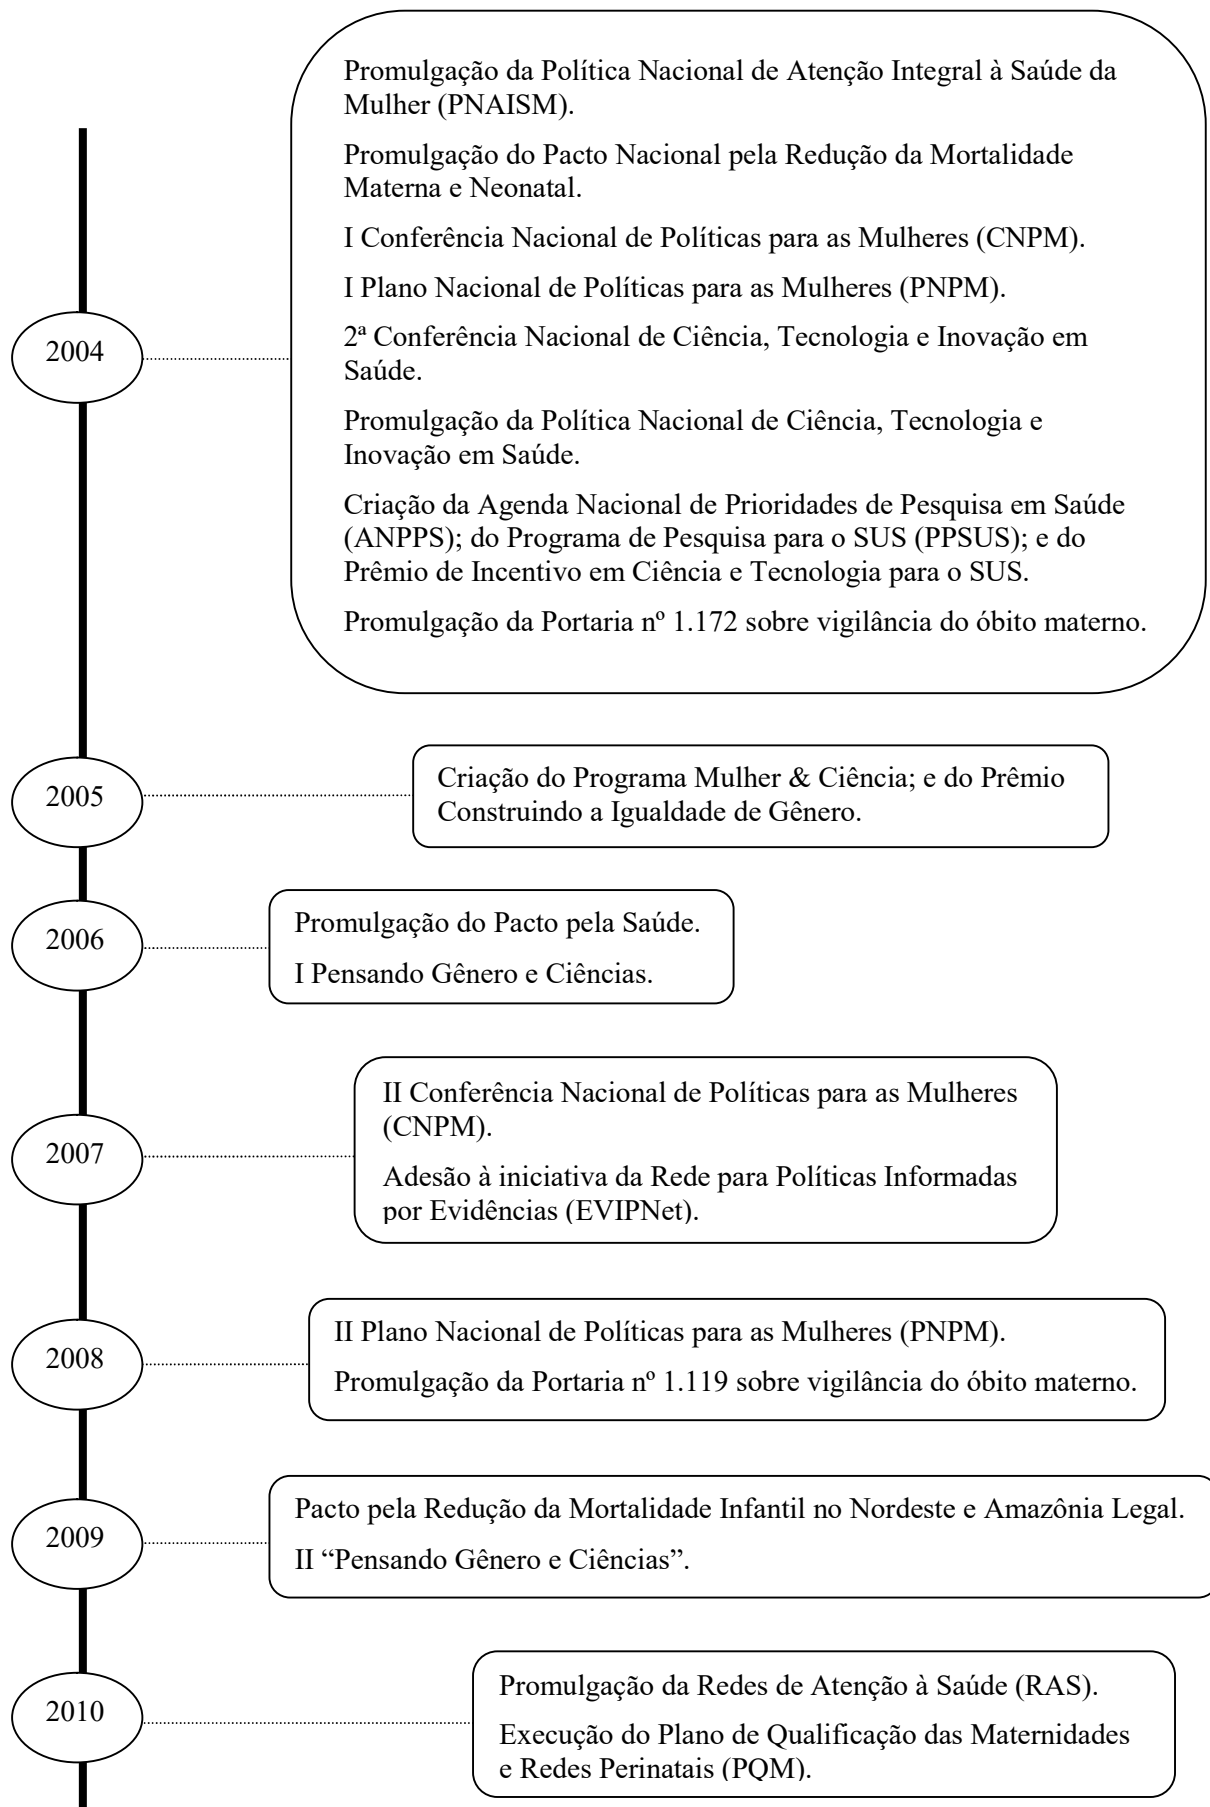 Promulgação da Política Nacional de Atenção Integral à Saúde da
Mulher (PNAISM).
Promulgação do Pacto Nacional pela Redução da Mortalidade
Materna e Neonatal.
I Conferência Nacional de Políticas para as Mulheres (CNPM).
I Plano Nacional de Políticas para as Mulheres (PNPM).
2004
2ª Conferência Nacional de Ciência, Tecnologia e Inovação em
Saúde.
Promulgação da Política Nacional de Ciência, Tecnologia e
Inovação em Saúde.
Criação da Agenda Nacional de Prioridades de Pesquisa em Saúde
(ANPPS); do Programa de Pesquisa para o SUS (PPSUS); e do
Prêmio de Incentivo em Ciência e Tecnologia para o SUS.
Promulgação da Portaria nº 1.172 sobre vigilância do óbito materno.
2005
Criação do Programa Mulher & Ciência; e do Prêmio
Construindo a Igualdade de Gênero.
2006
Promulgação do Pacto pela Saúde.
I Pensando Gênero e Ciências.
2007
II Conferência Nacional de Políticas para as Mulheres
(CNPM).
Adesão à iniciativa da Rede para Políticas Informadas
por Evidências (EVIPNet).
2008
II Plano Nacional de Políticas para as Mulheres (PNPM).
Promulgação da Portaria nº 1.119 sobre vigilância do óbito materno.
2009
Pacto pela Redução da Mortalidade Infantil no Nordeste e Amazônia Legal.
II “Pensando Gênero e Ciências”.
2010
Promulgação da Redes de Atenção à Saúde (RAS).
Execução do Plano de Qualificação das Maternidades
e Redes Perinatais (PQM).